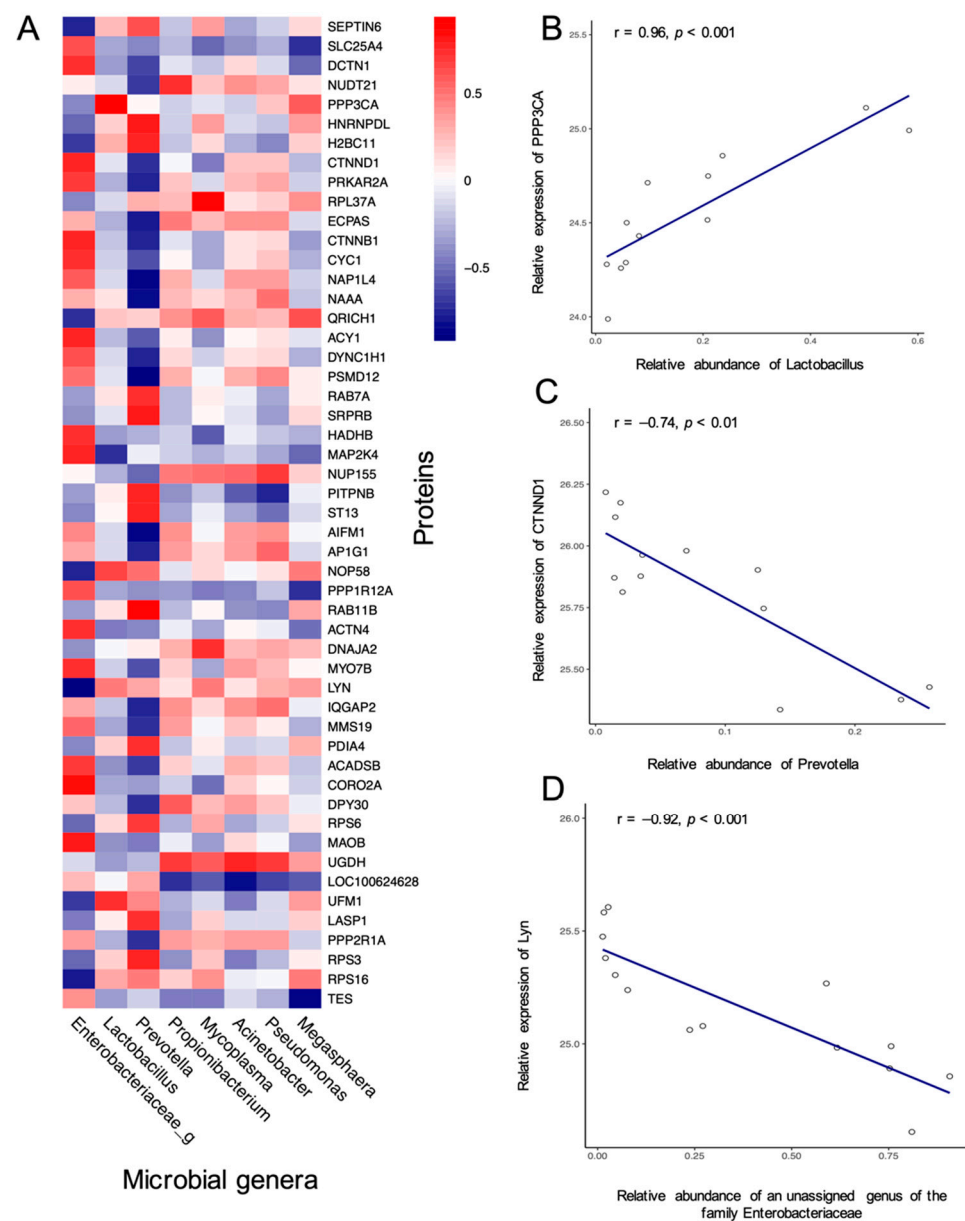 A
SEPTIN6
SLC25A4
DCTN1
NUDT21
PPP3CA
HNRNPDL
H2BC11
CTNND1
PRKAR2A
RPL37A
ECPAS
CTNNB1
CYC1
NAP1L4
NAAA
QRICH1
ACY1
DYNC1H1
PSMD12
RAB7A
SRPRB
HADHB
MAP2K4
NUP155
PITPNB
ST13
AIFM1
AP1G1
NOP58
PPP1R12A
RAB11B
ACTN4
DNAJA2
MYO7B
LYN
IQGAP2
MMS19
PDIA4
ACADSB
CORO2A
DPY30
RPS6
MAOB
UGDH
LOC100624628
UFM1
LASP1
PPP2R1A
RPS3
RPS16
TES
0.5
0
−0.5
Proteins
Enterobacteriaceae_g
Lactobacillus
Prevotella
Propionibacterium
Mycoplasma
Acinetobacter
Pseudomonas
Megasphaera
Microbial genera
B
r = 0.96, p < 0.001
Relative expression of PPP3CA
25.5
25.0
24.5
24.0
0.0 0.2 0.4 0.6
Relative abundance of Lactobacillus
C
r = −0.74, p < 0.01
Relative expression of CTNND1
26.50
26.25
26.00
25.75
25.50
0.0 0.1 0.2
Relative abundance of Prevotella
D
r = −0.92, p < 0.001
Relative expression of Lyn
26.0
25.5
25.0
0.00 0.25 0.50 0.75
Relative abundance of an unassigned genus of the
family Enterobacteriaceae